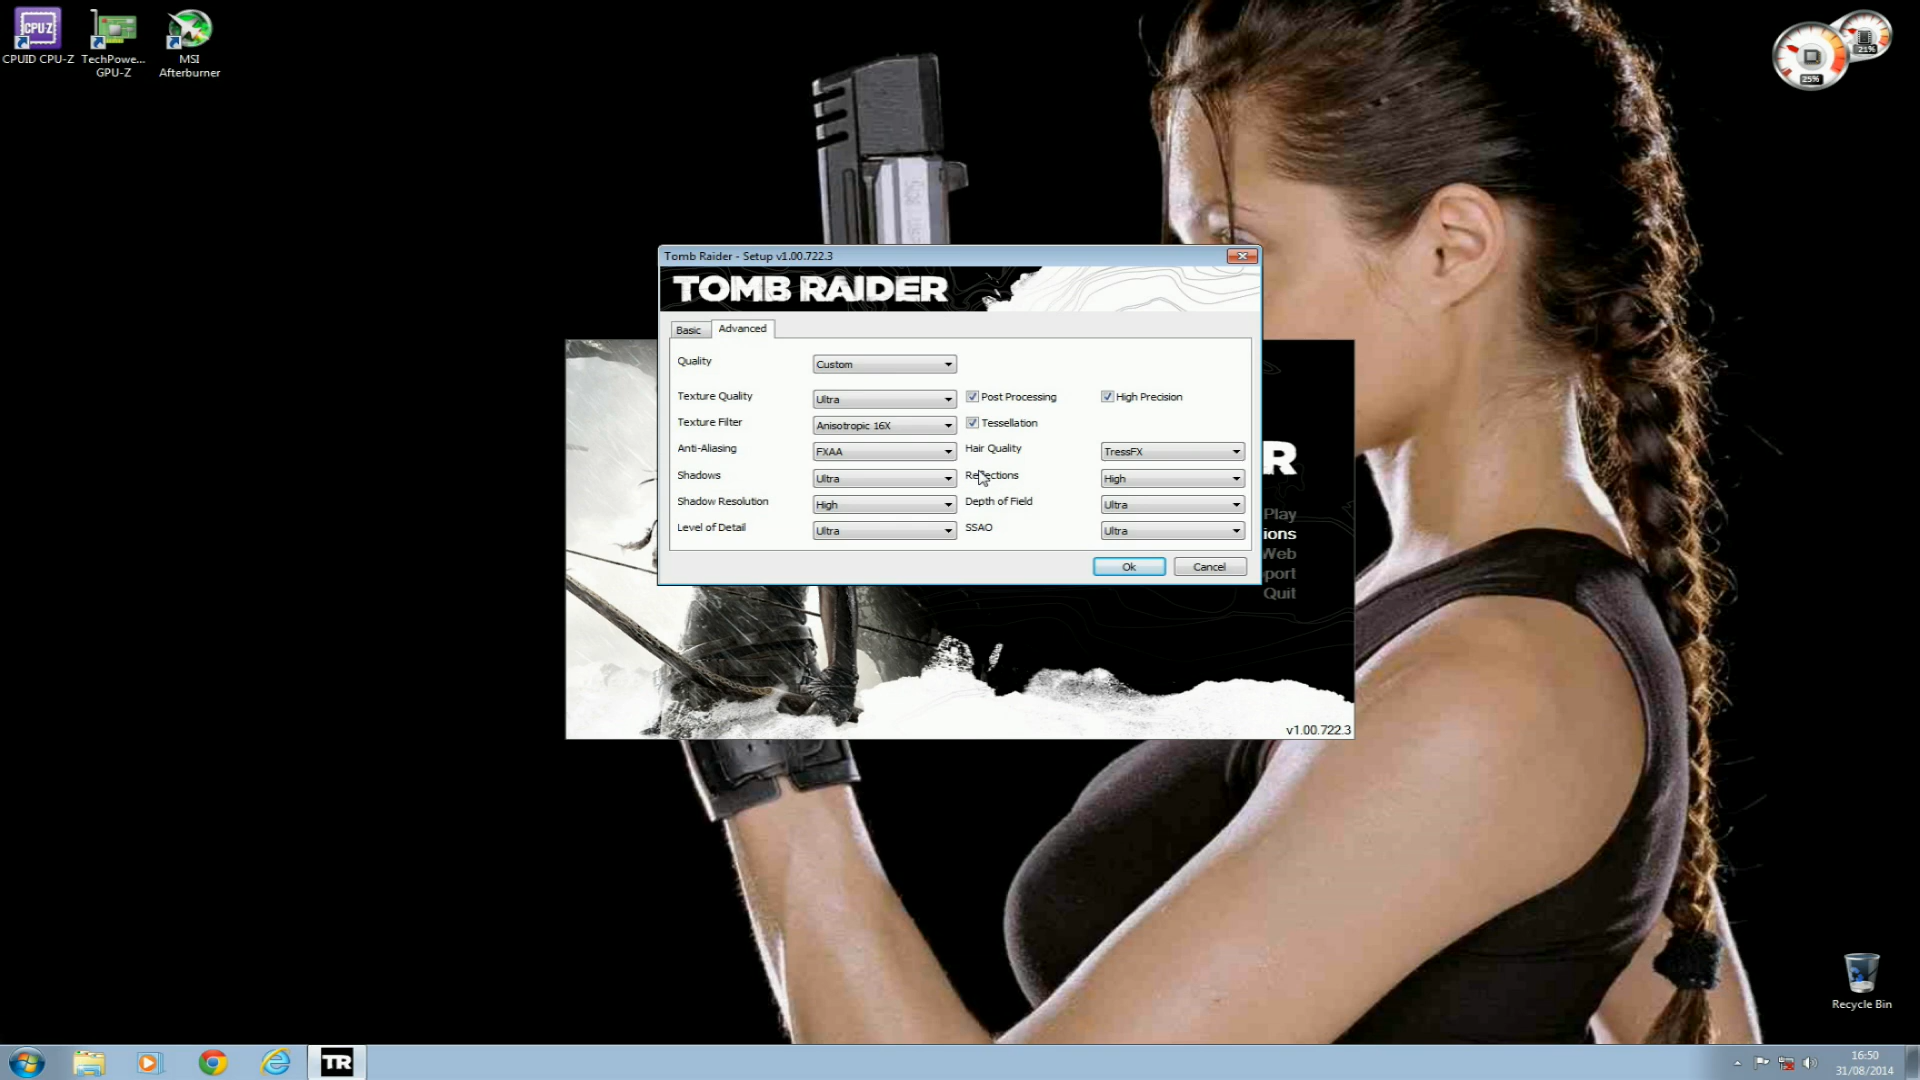 CPU-Z
CPUID CPU-Z
TechPowe...
GPU-Z
MSI
Afterburner
21%
25%
Tomb Raider - Setup v1.00.722.3
TOMB RAIDER
Basic
Advanced
Quality
Custom
Texture Quality
Ultra
Post Processing
High Precision
Texture Filter
Anisotropic 16X
Tessellation
Anti-Aliasing
FXAA
Hair Quality
TressFX
Shadows
Ultra
Reflections
High
Shadow Resolution
High
Depth of Field
Ultra
Level of Detail
Ultra
SSAO
Ultra
Ok
Cancel
R
Play
ions
Web
port
Quit
v1.00.722.3
Recycle Bin
TR
16:50
31/08/2014